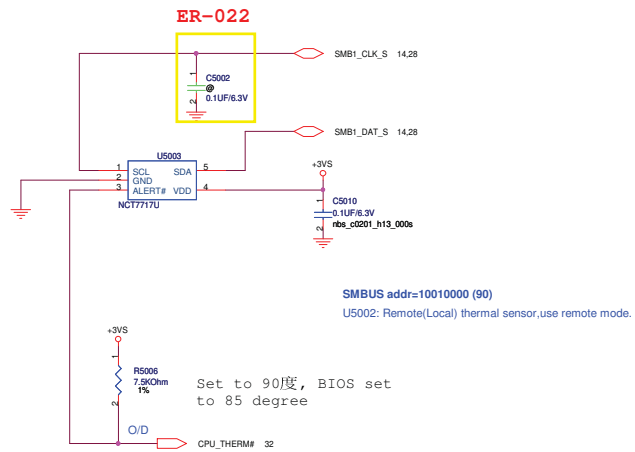 ER-022
SMB1_CLK_S 14,28
1
C5002
@
0.1UF/6.3V
2
SMB1_DAT_S 14,28
U5003
1 SCL SDA 5
2 GND
3 ALERT# VDD 4
NCT7717U
+3VS
1
C5010
0.1UF/6.3V
nbs_c0201_h13_000s
2
SMBUS addr=10010000 (90)
U5002: Remote(Local) thermal sensor,use remote mode.
+3VS
1
R5006
7.5KOhm
1%
2
Set to 90度, BIOS set
to 85 degree
O/D
CPU_THERM# 32